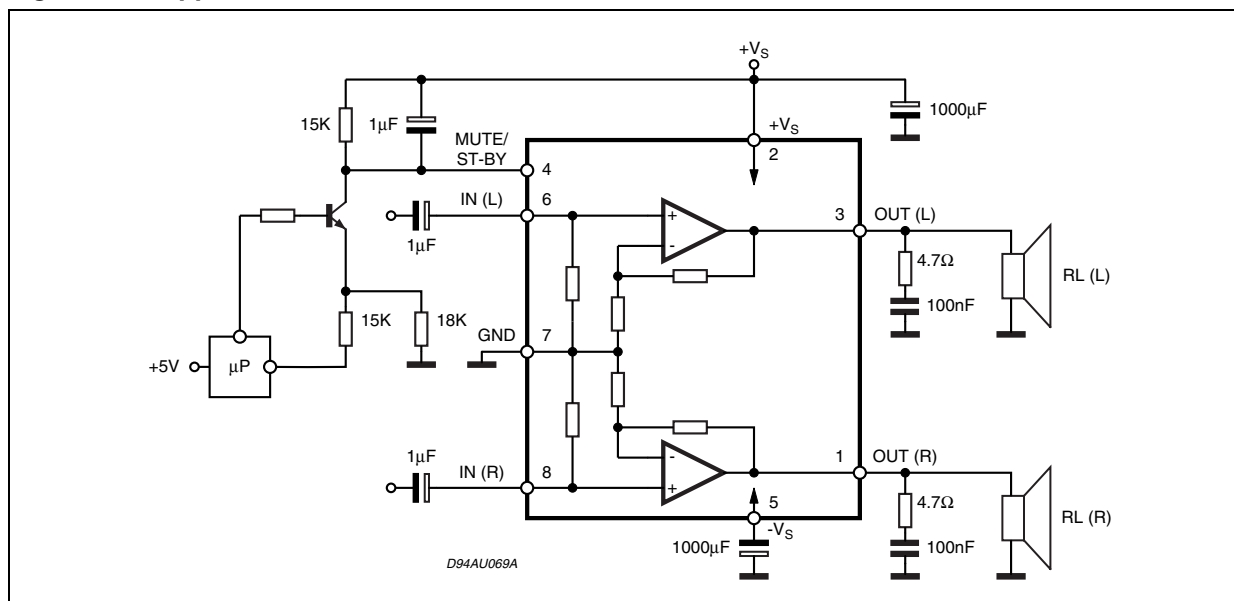 +VS
15K
1µF
+VS
1000µF
MUTE/
ST-BY
4
2
IN (L)
6
+
-
3
OUT (L)
1µF
4.7Ω
RL (L)
100nF
15K
18K
GND
7
+5V
µP
1µF
IN (R)
8
-
+
1
OUT (R)
5
-VS
4.7Ω
RL (R)
1000µF
100nF
D94AU069A